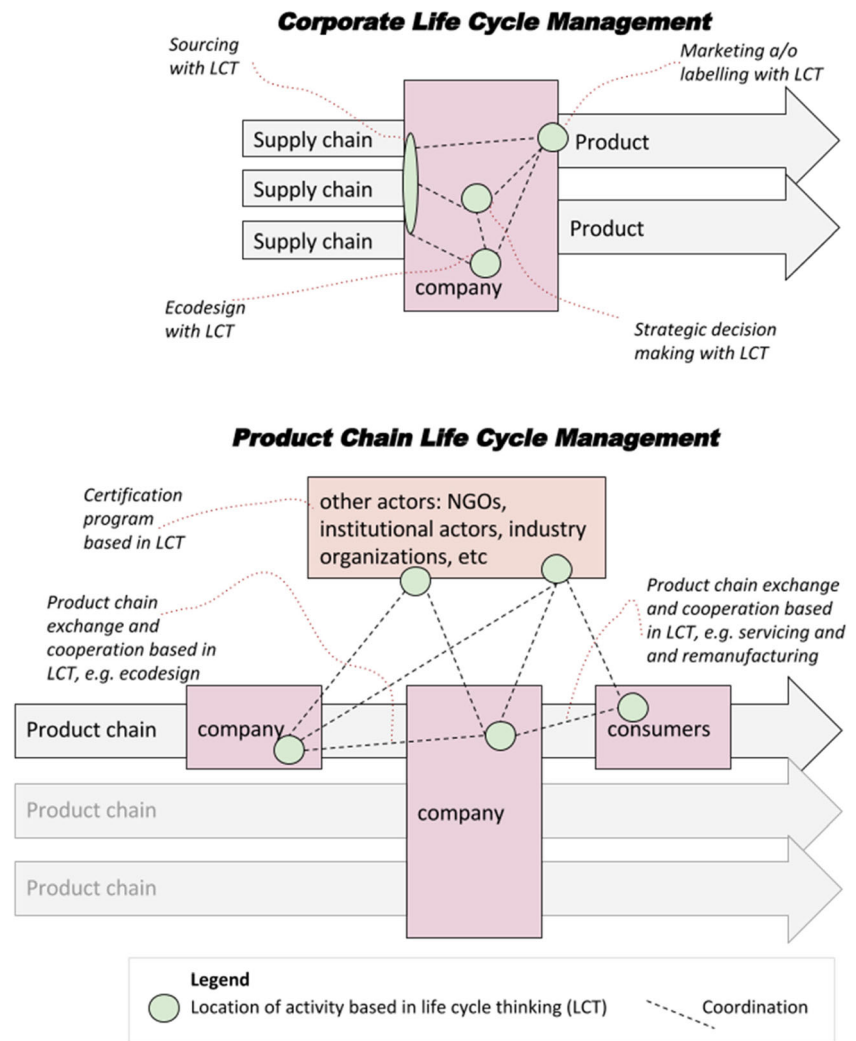 Corporate Life Cycle Management
Sourcing
with LCT
Marketing a/o
labelling with LCT
Supply chain
Supply chain
Supply chain
Product
Product
company
Ecodesign
with LCT
Strategic decision
making with LCT
Product Chain Life Cycle Management
Certification
program
based in LCT
other actors: NGOs,
institutional actors, industry
organizations, etc
Product chain
exchange and
cooperation based in
LCT, e.g. ecodesign
Product chain exchange
and cooperation based
in LCT, e.g. servicing and
and remanufacturing
Product chain
company
consumers
Product chain
company
Product chain
Legend
Location of activity based in life cycle thinking (LCT)
Coordination